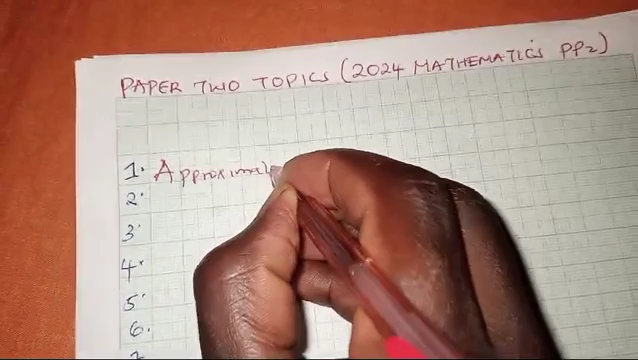 PAPER TWO TOPICS (2024 MATHEMATICS PP2)
1. Approximat
2.
3.
4.
5.
6.